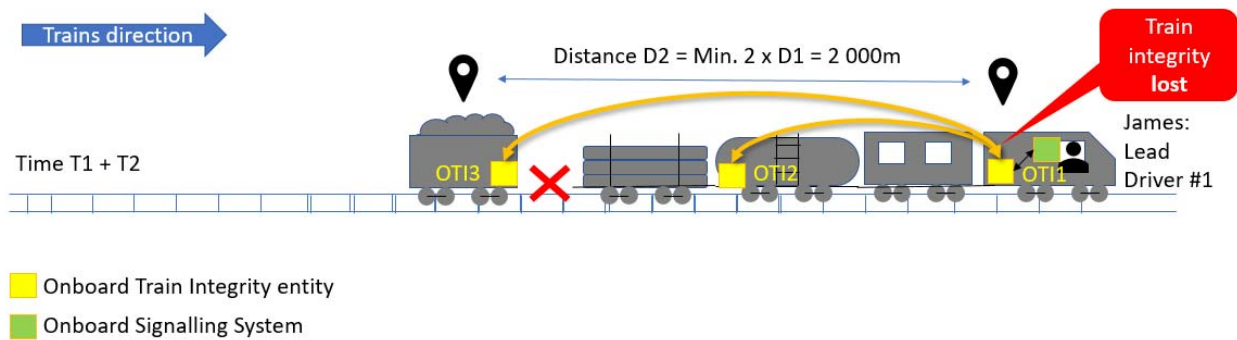 Trains direction
Distance D2 = Min. 2 x D1 = 2 000m
Train
integrity
lost
James:
Lead
Driver #1
Time T1 + T2
OTI3
OTI2
OTI1
Onboard Train Integrity entity
Onboard Signalling System